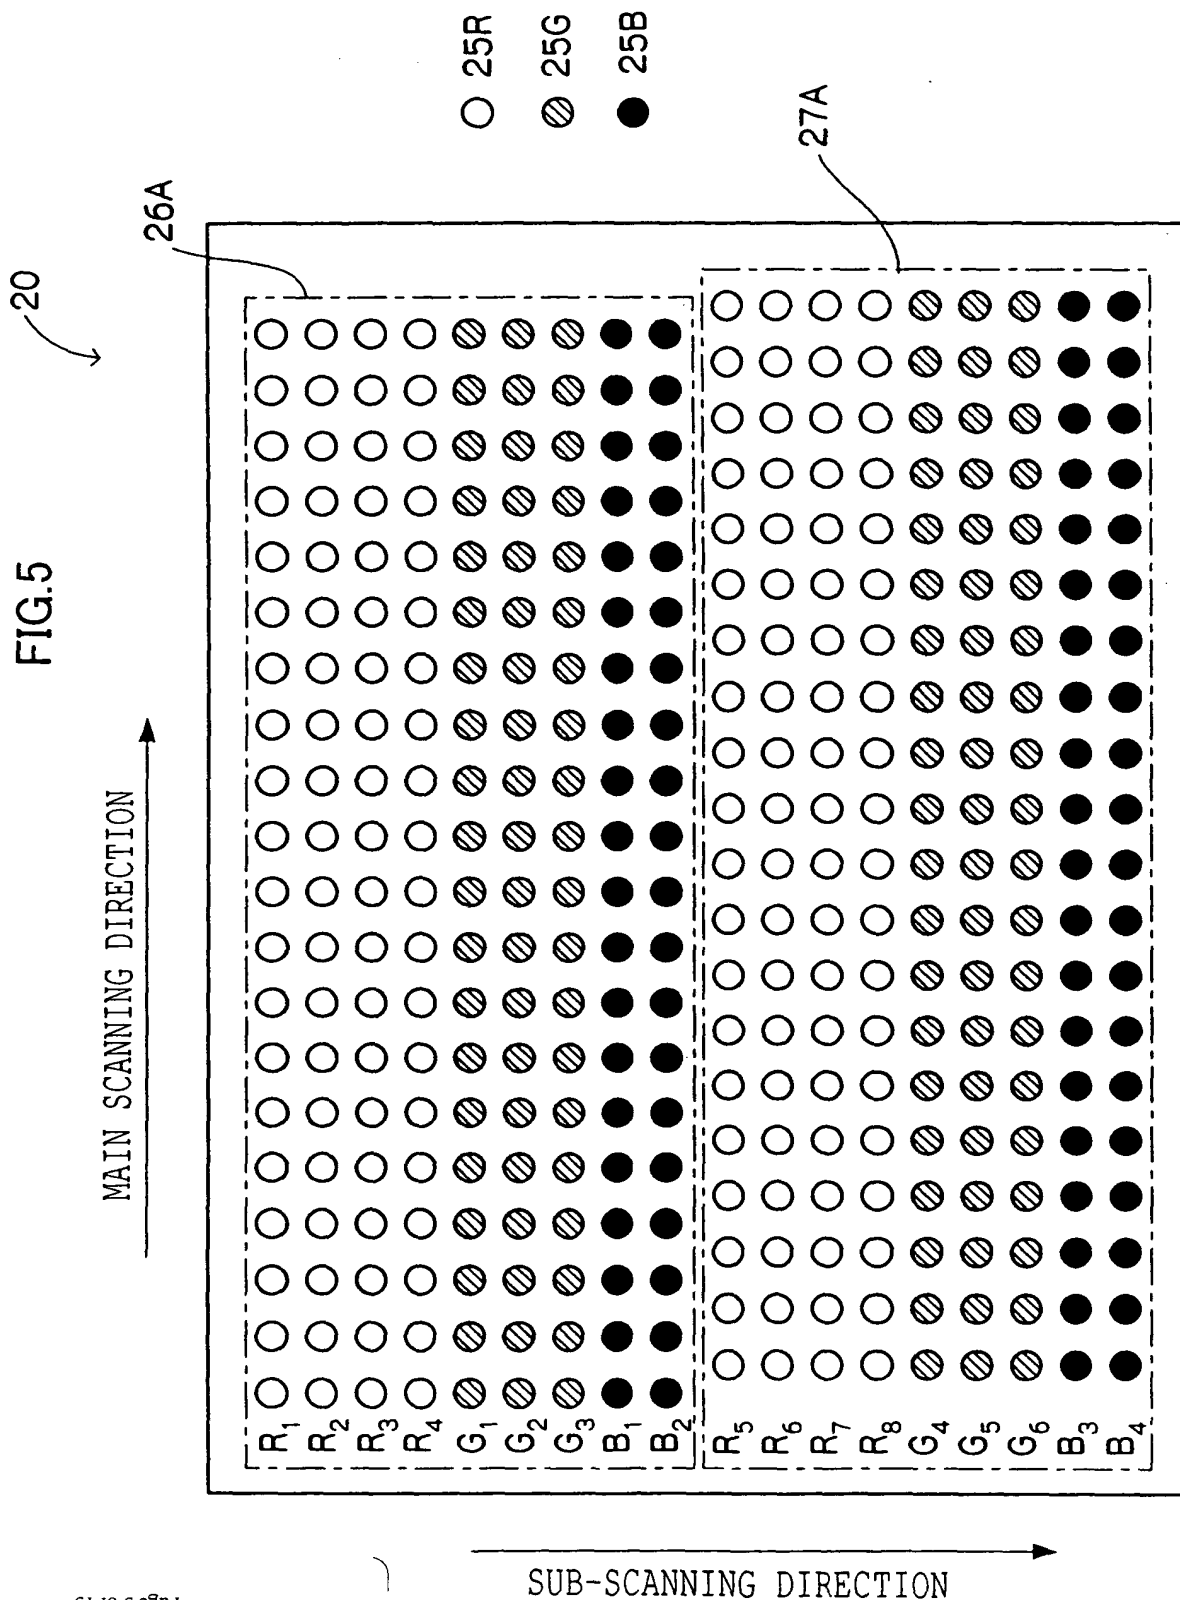 FIG.5
20
MAIN SCANNING DIRECTION
26A
R1
R2
R3
R4
G1
G2
G3
B1
B2
27A
R5
R6
R7
R8
G4
G5
G6
B3
B4
25R
25G
25B
SUB-SCANNING DIRECTION